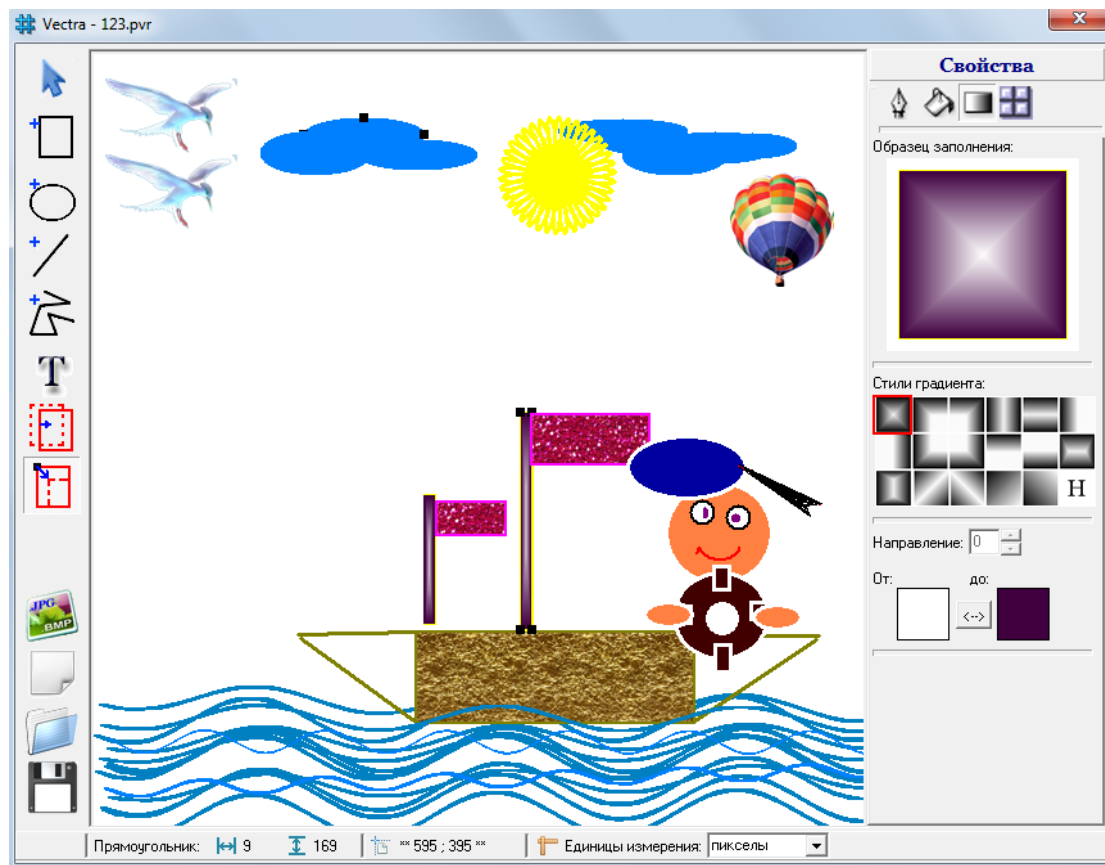 Vectra - 123.pvr
x
Свойства
Образец заполнения:
T
Стили градиента:
H
Направление: 0
От: до:
<-->
JPG
BMP
Прямоугольник: 9 169 ** 595 ; 395 ** Единицы измерения: пикселы